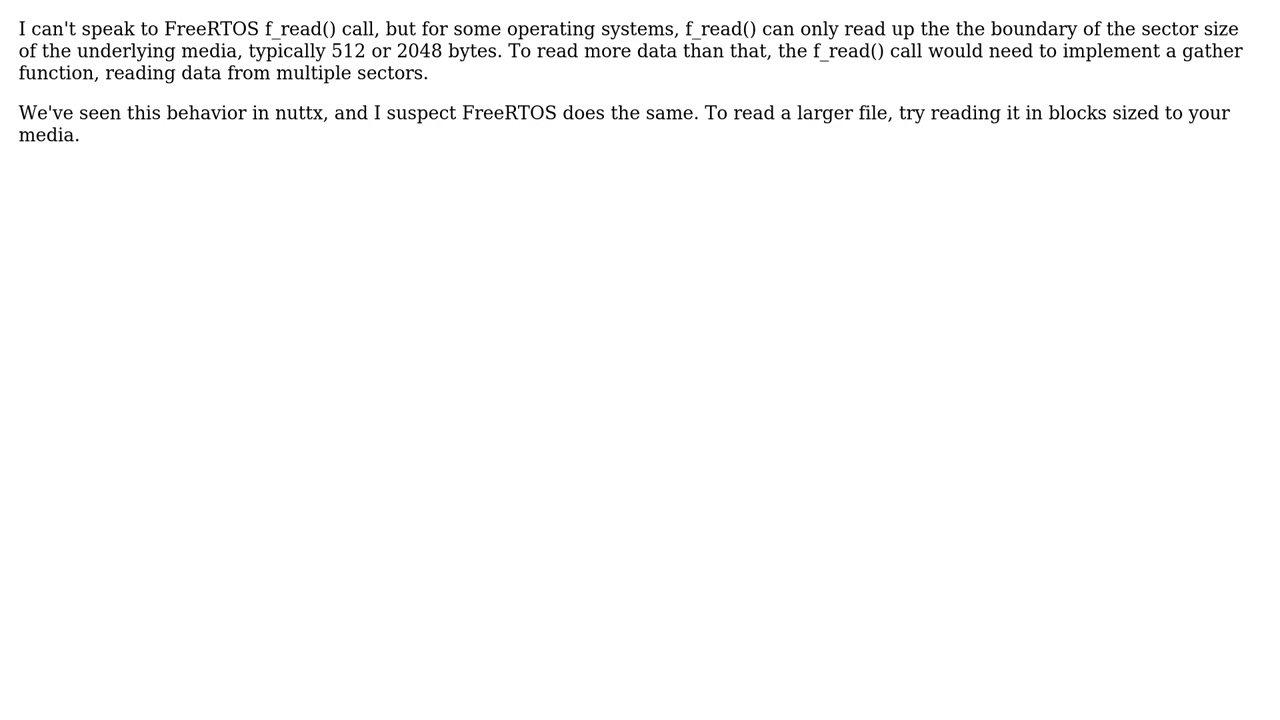 I can't speak to FreeRTOS f_read() call, but for some operating systems, f_read() can only read up the the boundary of the sector size
of the underlying media, typically 512 or 2048 bytes. To read more data than that, the f_read() call would need to implement a gather
function, reading data from multiple sectors.
We've seen this behavior in nuttx, and I suspect FreeRTOS does the same. To read a larger file, try reading it in blocks sized to your
media.